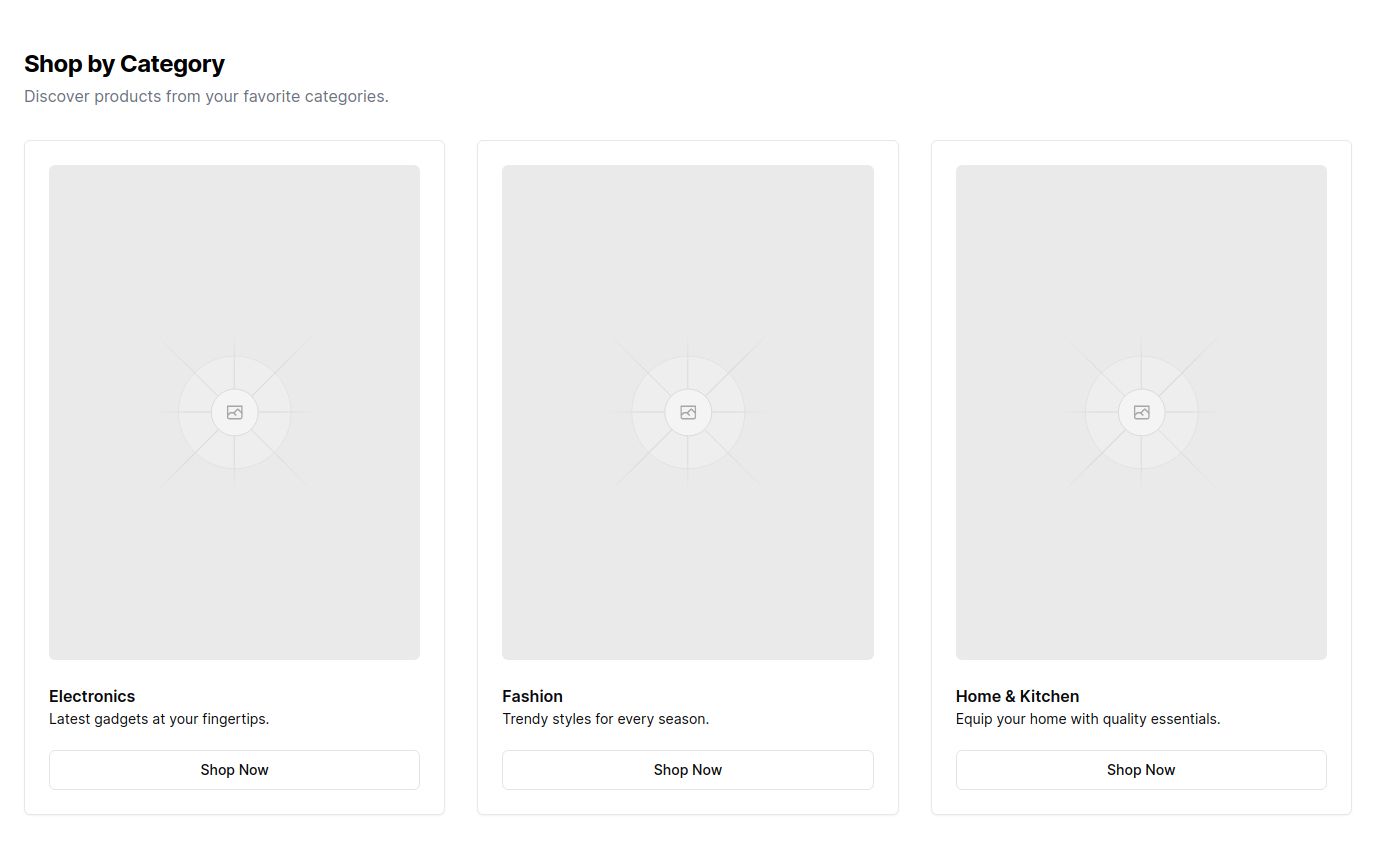 Shop by Category
Discover products from your favorite categories.
Electronics
Latest gadgets at your fingertips.
Shop Now
Fashion
Trendy styles for every season.
Shop Now
Home & Kitchen
Equip your home with quality essentials.
Shop Now